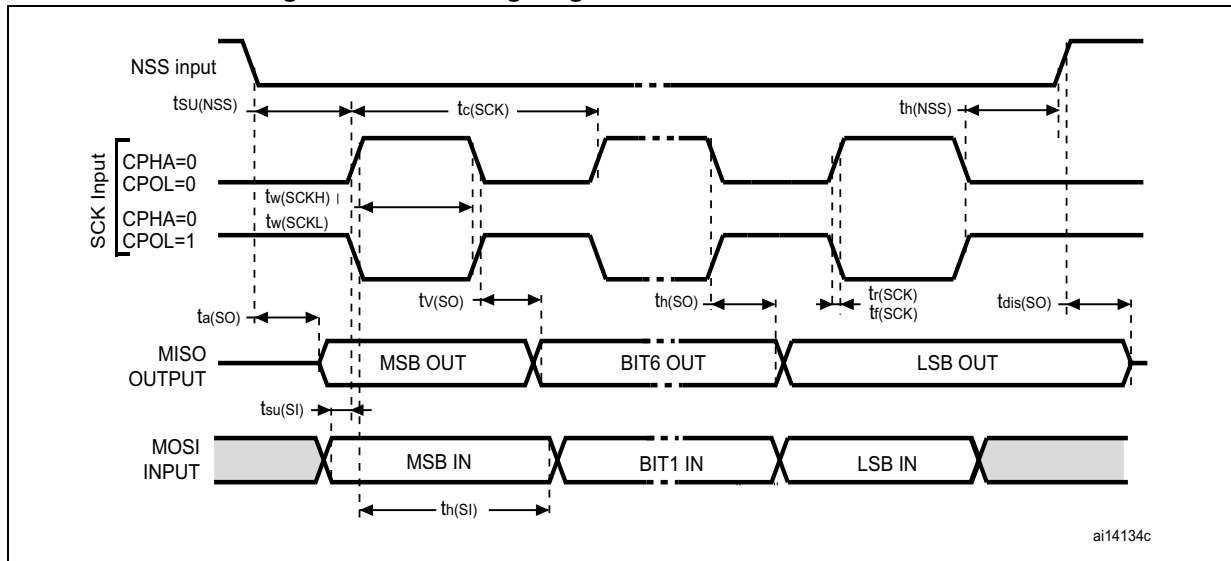 NSS input
tSU(NSS)
tc(SCK)
th(NSS)
SCK Input
CPHA=0
CPOL=0
tw(SCKH)
CPHA=0
tw(SCKL)
CPOL=1
tV(SO)
th(SO)
tr(SCK)
tf(SCK)
tdis(SO)
ta(SO)
MISO
OUTPUT
MSB OUT
BIT6 OUT
LSB OUT
tsu(SI)
MOSI
INPUT
MSB IN
BIT1 IN
LSB IN
th(SI)
ai14134c